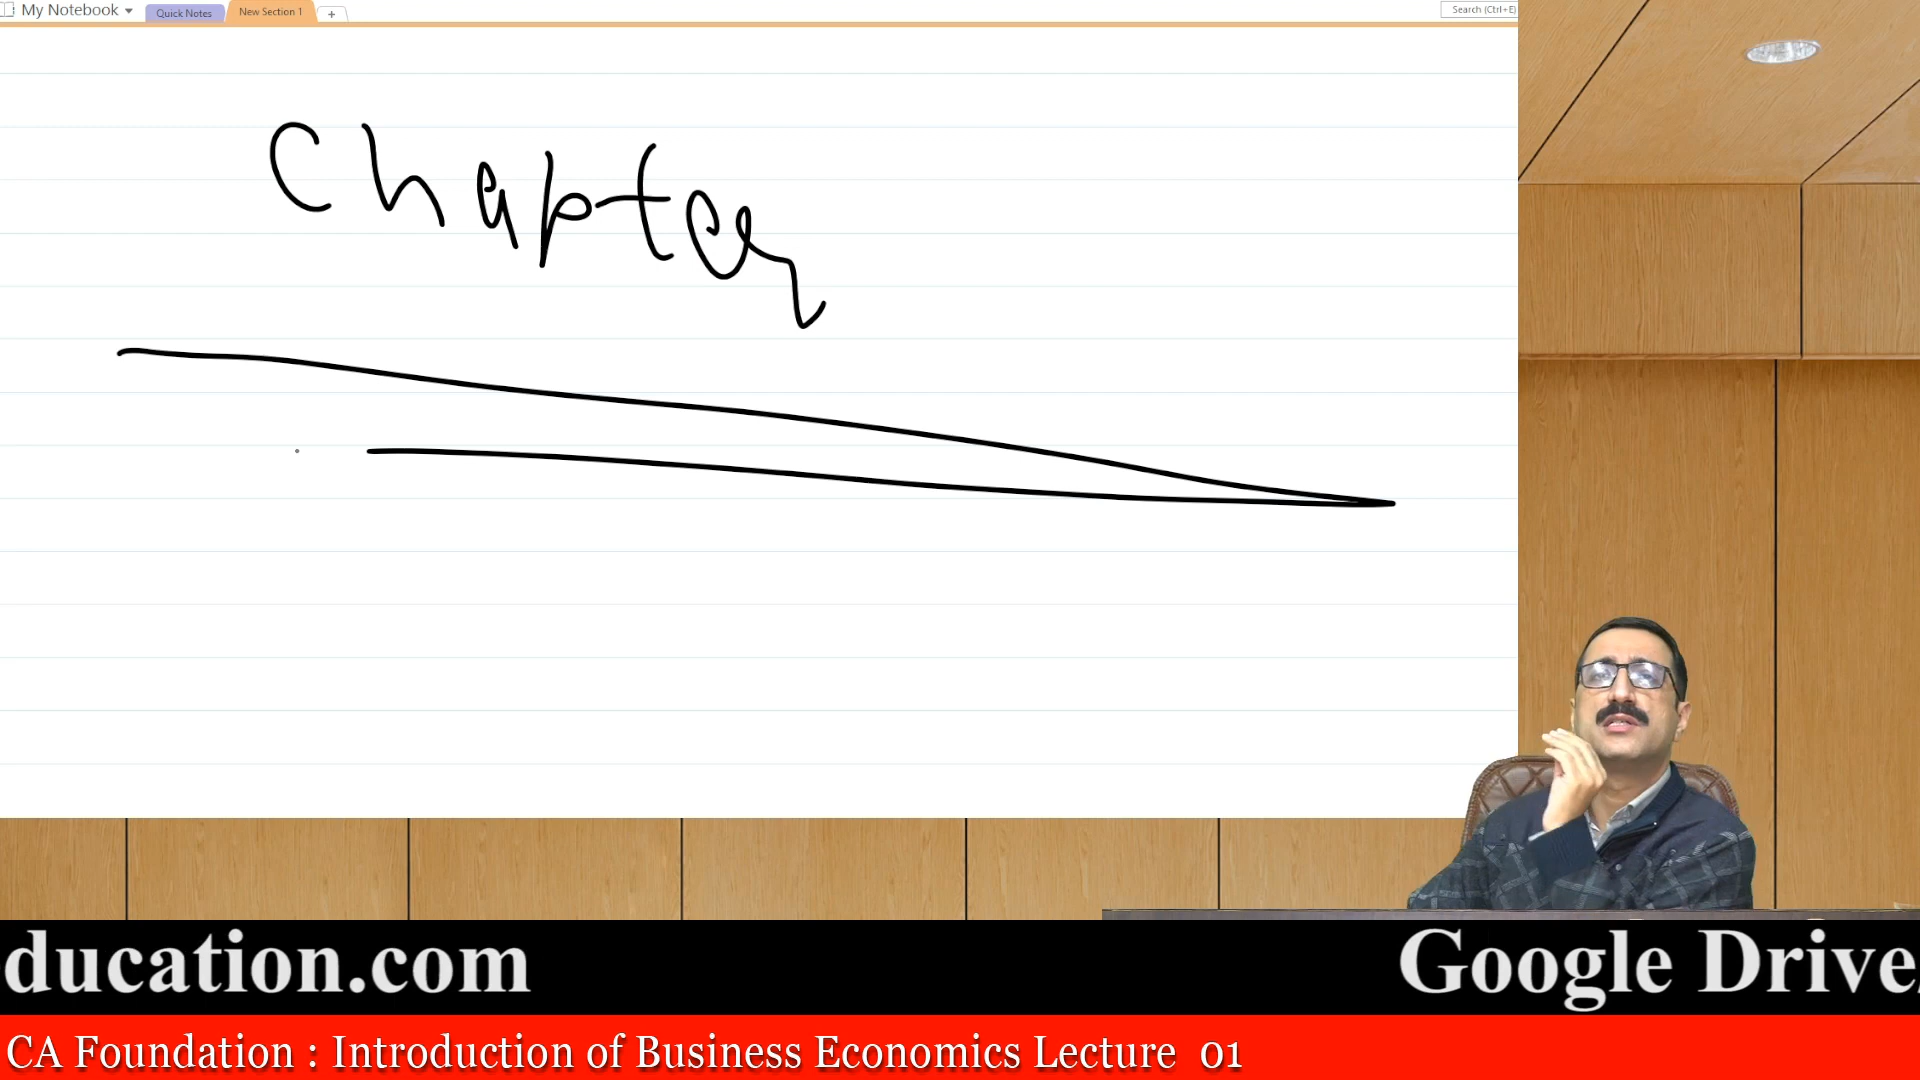 My Notebook
Quick Notes
New Section 1
+
Search (Ctrl+E)
Chapter
ducation.com
Google Drive/
CA Foundation : Introduction of Business Economics Lecture 01